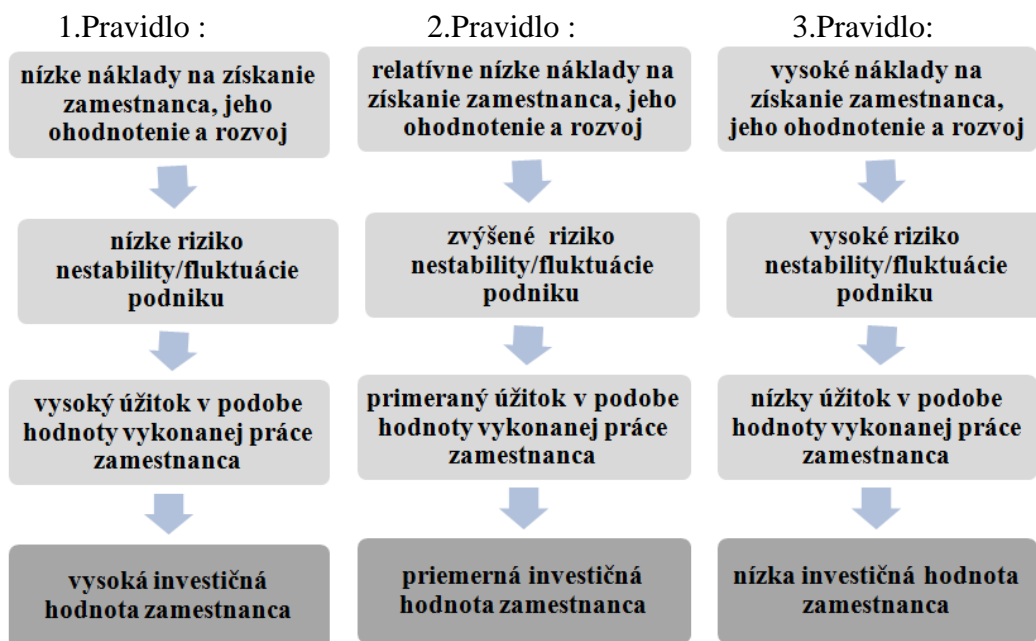 1.Pravidlo :
nízke náklady na získanie
zamestnanca, jeho
ohodnotenie a rozvoj
nízke riziko
nestability/fluktuácie
podniku
vysoký úžitok v podobe
hodnoty vykonanej práce
zamestnanca
vysoká investičná
hodnota zamestnanca
2.Pravidlo :
relatívne nízke náklady na
získanie zamestnanca, jeho
ohodnotenie a rozvoj
zvýšené riziko
nestability/fluktuácie
podniku
primeraný úžitok v podobe
hodnoty vykonanej práce
zamestnanca
priemerná investičná
hodnota zamestnanca
3.Pravidlo:
vysoké náklady na
získanie zamestnanca,
jeho ohodnotenie a rozvoj
vysoké riziko
nestability/fluktuácie
podniku
nízky úžitok v podobe
hodnoty vykonanej práce
zamestnanca
nízka investičná hodnota
zamestnanca